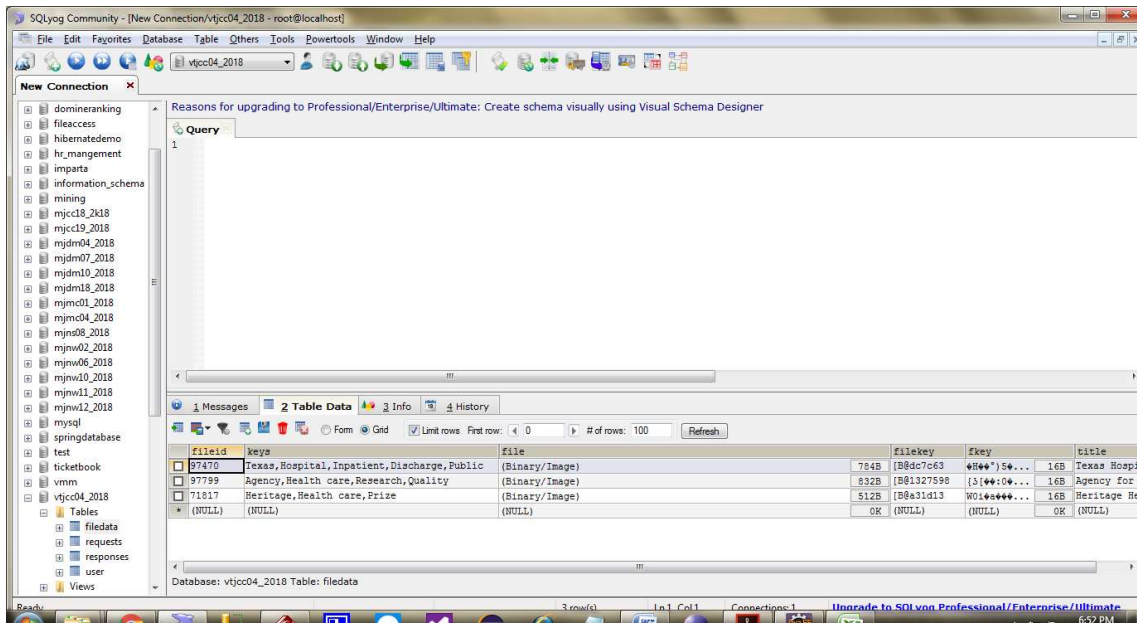 SQLyog Community - [New Connection/vtjcc04_2018 - root@localhost]
File Edit Favorites Database Table Others Tools Powertools Window Help
vtjcc04_2018
New Connection
domineranking
fileaccess
hibernatedemo
hr_mangement
imparta
information_schema
mining
mjcc18_2k18
mjcc19_2018
mjdm04_2018
mjdm07_2018
mjdm10_2018
mjdm18_2018
mjmc01_2018
mjmc04_2018
mjns08_2018
mjnw02_2018
mjnw06_2018
mjnw10_2018
mjnw11_2018
mjnw12_2018
mysql
springdatabase
test
ticketbook
vmm
vtjcc04_2018
Tables
filedata
requests
responses
user
Views
Reasons for upgrading to Professional/Enterprise/Ultimate: Create schema visually using Visual Schema Designer
Query
1
1 Messages 2 Table Data 3 Info 4 History
Form Grid Limit rows First row: 0 # of rows: 100 Refresh
fileid keys file filekey fkey title
97470 Texas,Hospital,Inpatient,Discharge,Public (Binary/Image) 784B [B@dc7c63 16B Texas Hospi
97799 Agency,Health care,Research,Quality (Binary/Image) 832B [B@1327598 16B Agency for
71817 Heritage,Health care,Prize (Binary/Image) 512B [B@a31d13 16B Heritage He
* (NULL) (NULL) (NULL) 0K (NULL) (NULL) 0K (NULL)
Database: vtjcc04_2018 Table: filedata
Ready 3 row(s) Ln 1, Col 1 Connections: 1 Upgrade to SQLyog Professional/Enterprise/Ultimate
6:52 PM